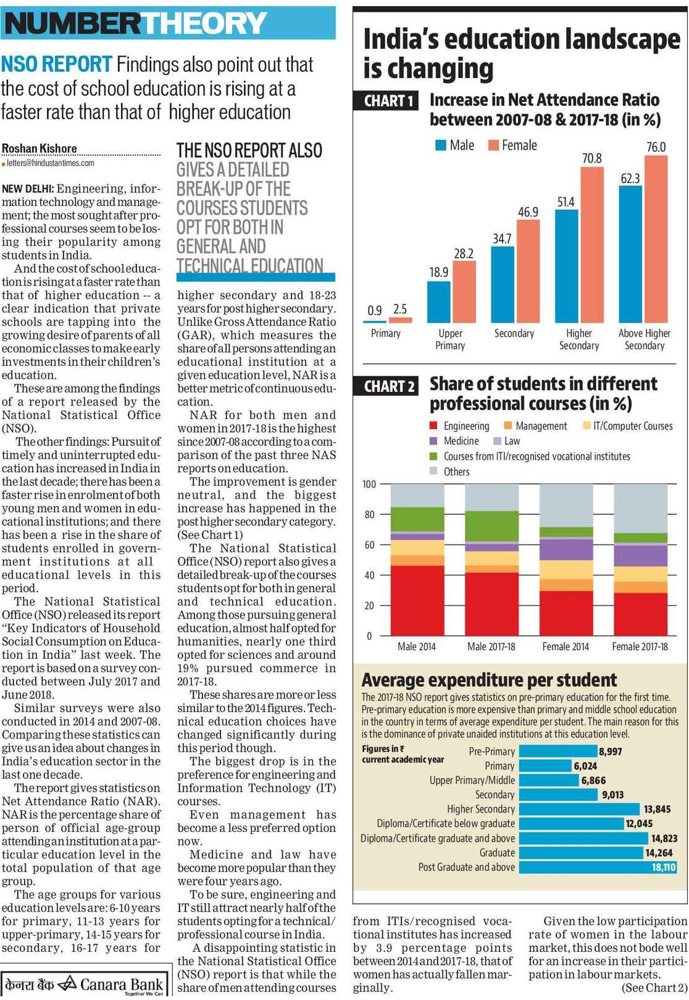 NUMBERTHEORY
NSO REPORT Findings also point out that
the cost of school education is rising at a
faster rate than that of higher education
Roshan Kishore
letters@hindustantimes.com
NEW DELHI: Engineering, infor-
mation technology and manage-
ment; the most sought after pro-
fessional courses seem to be los-
ing their popularity among
students in India.
And the cost of school educa-
tion is rising at a faster rate than
that of higher education -- a
clear indication that private
schools are tapping into the
growing desire of parents of all
economic classes to make early
investments in their children's
education.
These are among the findings
of a report released by the
National Statistical Office
(NSO).
The other findings: Pursuit of
timely and uninterrupted edu-
cation has increased in India in
the last decade; there has been a
faster rise in enrolment of both
young men and women in edu-
cational institutions; and there
has been a rise in the share of
students enrolled in govern-
ment institutions at all
educational levels in this
period.
The National Statistical
Office (NSO) released its report
“Key Indicators of Household
Social Consumption on Educa-
tion in India” last week. The
report is based on a survey con-
ducted between July 2017 and
June 2018.
Similar surveys were also
conducted in 2014 and 2007-08.
Comparing these statistics can
give us an idea about changes in
India's education sector in the
last one decade.
The report gives statistics on
Net Attendance Ratio (NAR).
NAR is the percentage share of
person of official age-group
attending an institution at a par-
ticular education level in the
total population of that age
group.
The age groups for various
education levels are: 6-10 years
for primary, 11-13 years for
upper-primary, 14-15 years for
secondary, 16-17 years for
केनरा बैंक Canara Bank
Together We Can
THE NSO REPORT ALSO
GIVES A DETAILED
BREAK-UP OF THE
COURSES STUDENTS
OPT FOR BOTH IN
GENERAL AND
TECHNICAL EDUCATION
higher secondary and 18-23
years for post higher secondary.
Unlike Gross Attendance Ratio
(GAR), which measures the
share of all persons attending an
educational institution at a
given education level, NAR is a
better metric of continuous edu-
cation.
NAR for both men and
women in 2017-18 is the highest
since 2007-08 according to a com-
parison of the past three NAS
reports on education.
The improvement is gender
neutral, and the biggest
increase has happened in the
post higher secondary category.
(See Chart 1)
The National Statistical
Office (NSO) report also gives a
detailed break-up of the courses
students opt for both in general
and technical education.
Among those pursuing general
education, almost half opted for
humanities, nearly one third
opted for sciences and around
19% pursued commerce in
2017-18.
These shares are more or less
similar to the 2014 figures. Tech-
nical education choices have
changed significantly during
this period though.
The biggest drop is in the
preference for engineering and
Information Technology (IT)
courses.
Even management has
become a less preferred option
now.
Medicine and law have
become more popular than they
were four years ago.
To be sure, engineering and
IT still attract nearly half of the
students opting for a technical/
professional course in India.
A disappointing statistic in
the National Statistical Office
(NSO) report is that while the
share of men attending courses
India's education landscape
is changing
CHART 1 Increase in Net Attendance Ratio
between 2007-08 & 2017-18 (in %)
Male Female
0.9 2.5 18.9 28.2 34.7 46.9 51.4 70.8 62.3 76.0
Primary Upper Secondary Higher Above Higher
Primary Secondary Secondary
CHART 2 Share of students in different
professional courses (in %)
Engineering Management IT/Computer Courses
Medicine Law
Courses from ITI/recognised vocational institutes
Others
100
80
60
40
20
0
Male 2014 Male 2017-18 Female 2014 Female 2017-18
Average expenditure per student
The 2017-18 NSO report gives statistics on pre-primary education for the first time.
Pre-primary education is more expensive than primary and middle school education
in the country in terms of average expenditure per student. The main reason for this
is the dominance of private unaided institutions at this education level.
Figures in ₹
current academic year
Pre-Primary 8,997
Primary 6,024
Upper Primary/Middle 6,866
Secondary 9,013
Higher Secondary 13,845
Diploma/Certificate below graduate 12,045
Diploma/Certificate graduate and above 14,823
Graduate 14,264
Post Graduate and above 18,110
from ITIs/recognised voca-
tional institutes has increased
by 3.9 percentage points
between 2014 and 2017-18, that of
women has actually fallen mar-
ginally.
Given the low participation
rate of women in the labour
market, this does not bode well
for an increase in their partici-
pation in labour markets.
(See Chart 2)